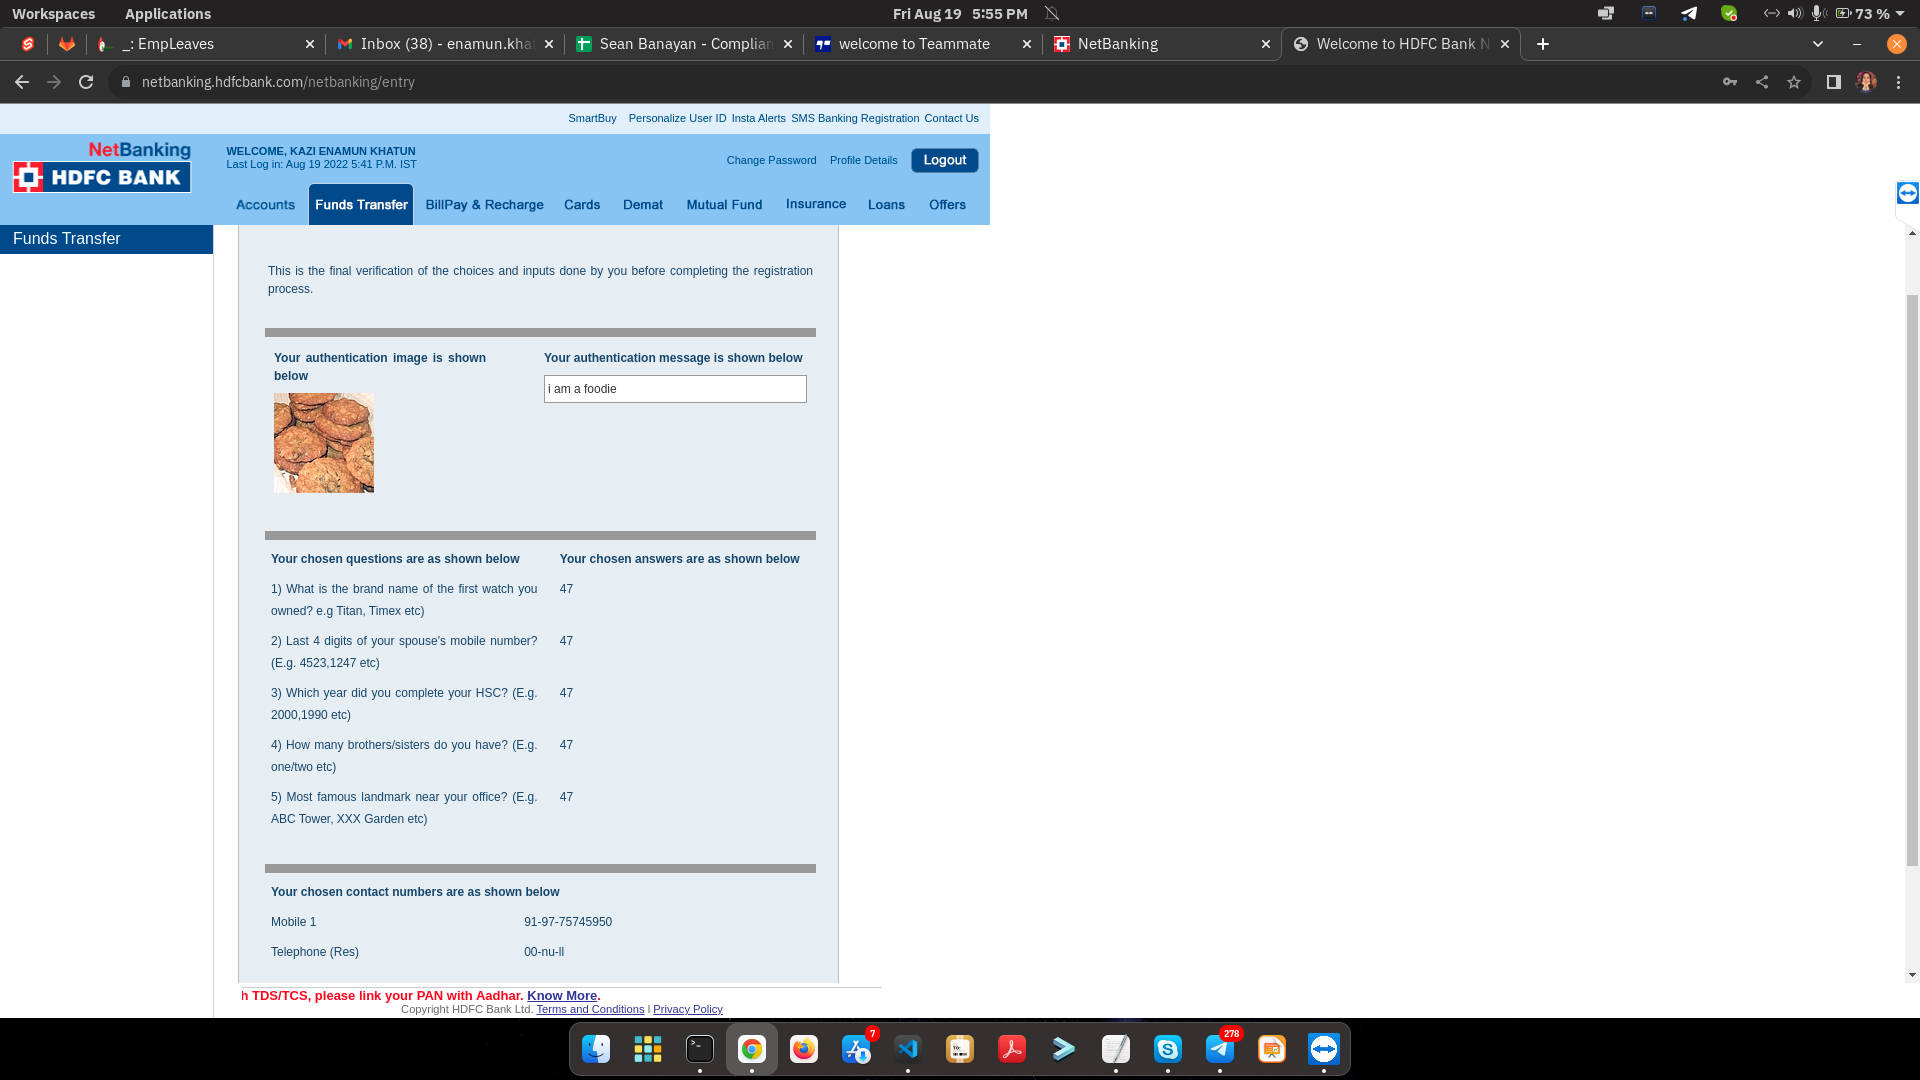 Workspaces Applications Fri Aug 19 5:55 PM 73 %
_: EmpLeaves Inbox (38) - enamun.kha Sean Banayan - Complian welcome to Teammate NetBanking Welcome to HDFC Bank N
netbanking.hdfcbank.com/netbanking/entry
SmartBuy Personalize User ID Insta Alerts SMS Banking Registration Contact Us
NetBanking
HDFC BANK
WELCOME, KAZI ENAMUN KHATUN
Last Log in: Aug 19 2022 5:41 P.M. IST
Change Password Profile Details Logout
Accounts Funds Transfer BillPay & Recharge Cards Demat Mutual Fund Insurance Loans Offers
Funds Transfer
This is the final verification of the choices and inputs done by you before completing the registration
process.
Your authentication image is shown
below
Your authentication message is shown below
i am a foodie
Your chosen questions are as shown below Your chosen answers are as shown below
1) What is the brand name of the first watch you 47
owned? e.g Titan, Timex etc)
2) Last 4 digits of your spouse's mobile number? 47
(E.g. 4523,1247 etc)
3) Which year did you complete your HSC? (E.g. 47
2000,1990 etc)
4) How many brothers/sisters do you have? (E.g. 47
one/two etc)
5) Most famous landmark near your office? (E.g. 47
ABC Tower, XXX Garden etc)
Your chosen contact numbers are as shown below
Mobile 1 91-97-75745950
Telephone (Res) 00-nu-ll
h TDS/TCS, please link your PAN with Aadhar. Know More.
Copyright HDFC Bank Ltd. Terms and Conditions I Privacy Policy
7 278